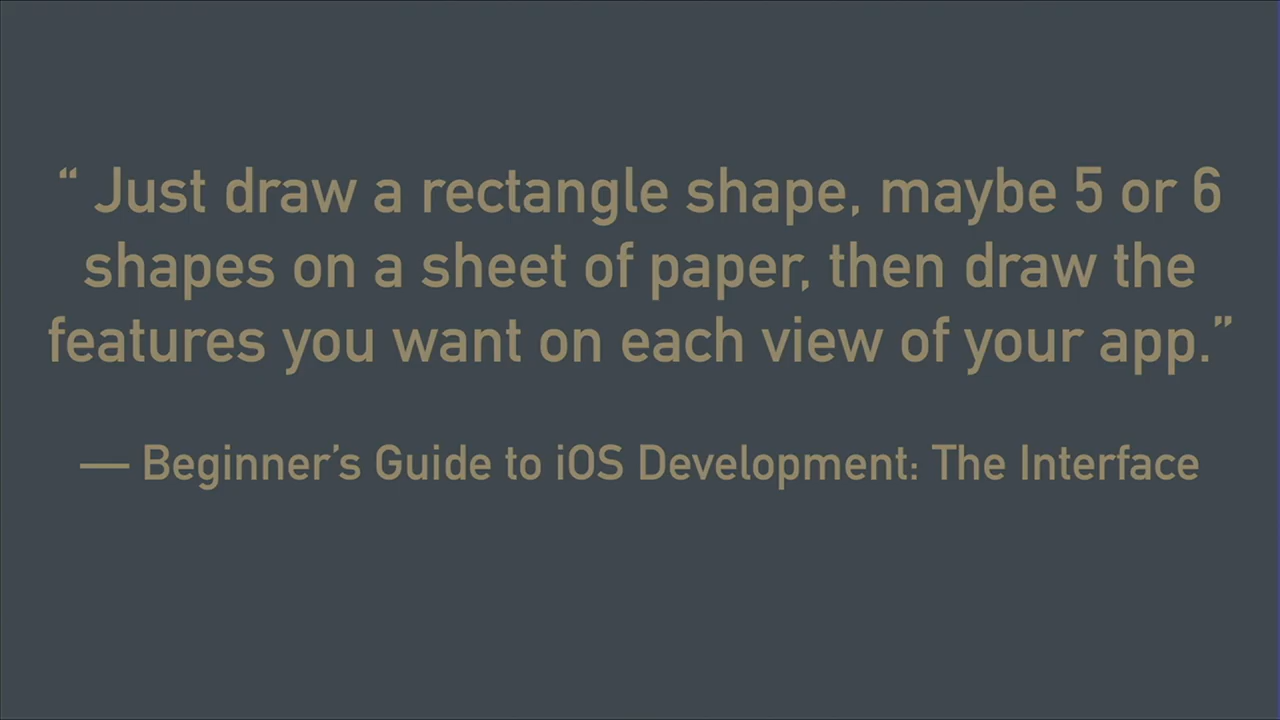 “ Just draw a rectangle shape, maybe 5 or 6
shapes on a sheet of paper, then draw the
features you want on each view of your app.”
— Beginner’s Guide to iOS Development: The Interface